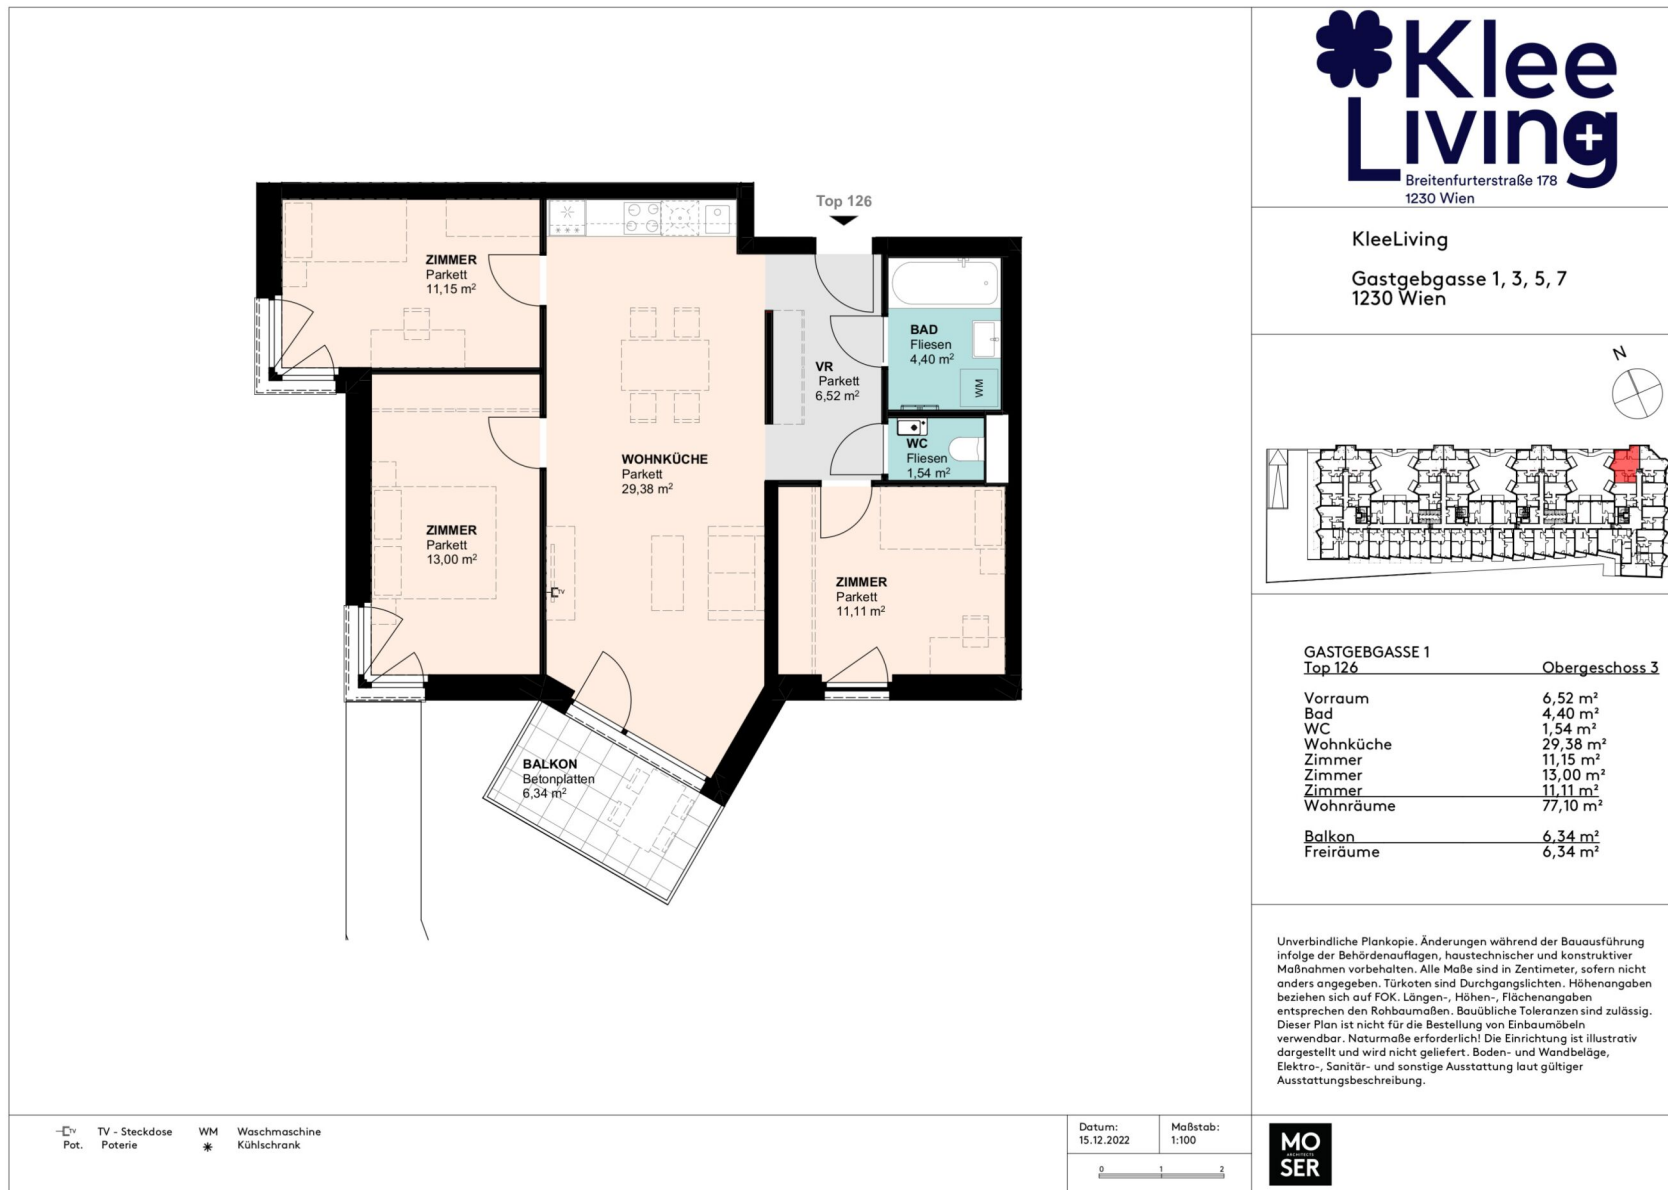 Klee
Living
Breitenfurterstraße 178
1230 Wien
KleeLiving
Gastgebgasse 1, 3, 5, 7
1230 Wien
N
Top 126
ZIMMER
Parkett
11,15 m²
BAD
Fliesen
4,40 m²
WM
VR
Parkett
6,52 m²
WC
Fliesen
1,54 m²
WOHNKÜCHE
Parkett
29,38 m²
ZIMMER
Parkett
13,00 m²
TV
ZIMMER
Parkett
11,11 m²
BALKON
Betonplatten
6,34 m²
GASTGEBGASSE 1
Top 126 Obergeschoss 3
Vorraum 6,52 m²
Bad 4,40 m²
WC 1,54 m²
Wohnküche 29,38 m²
Zimmer 11,15 m²
Zimmer 13,00 m²
Zimmer 11,11 m²
Wohnräume 77,10 m²
Balkon 6,34 m²
Freiräume 6,34 m²
Unverbindliche Plankopie. Änderungen während der Bauausführung
infolge der Behördenauflagen, haustechnischer und konstruktiver
Maßnahmen vorbehalten. Alle Maße sind in Zentimeter, sofern nicht
anders angegeben. Türkoten sind Durchgangslichten. Höhenangaben
beziehen sich auf FOK. Längen-, Höhen-, Flächenangaben
entsprechen den Rohbaumaßen. Bauübliche Toleranzen sind zulässig.
Dieser Plan ist nicht für die Bestellung von Einbaumöbeln
verwendbar. Naturmaße erforderlich! Die Einrichtung ist illustrativ
dargestellt und wird nicht geliefert. Boden- und Wandbeläge,
Elektro-, Sanitär- und sonstige Ausstattung laut gültiger
Ausstattungsbeschreibung.
TV TV - Steckdose WM Waschmaschine
Pot. Poterie Kühlschrank
Datum:
15.12.2022
Maßstab:
1:100
0 1 2
MO
ARCHITECTS
SER